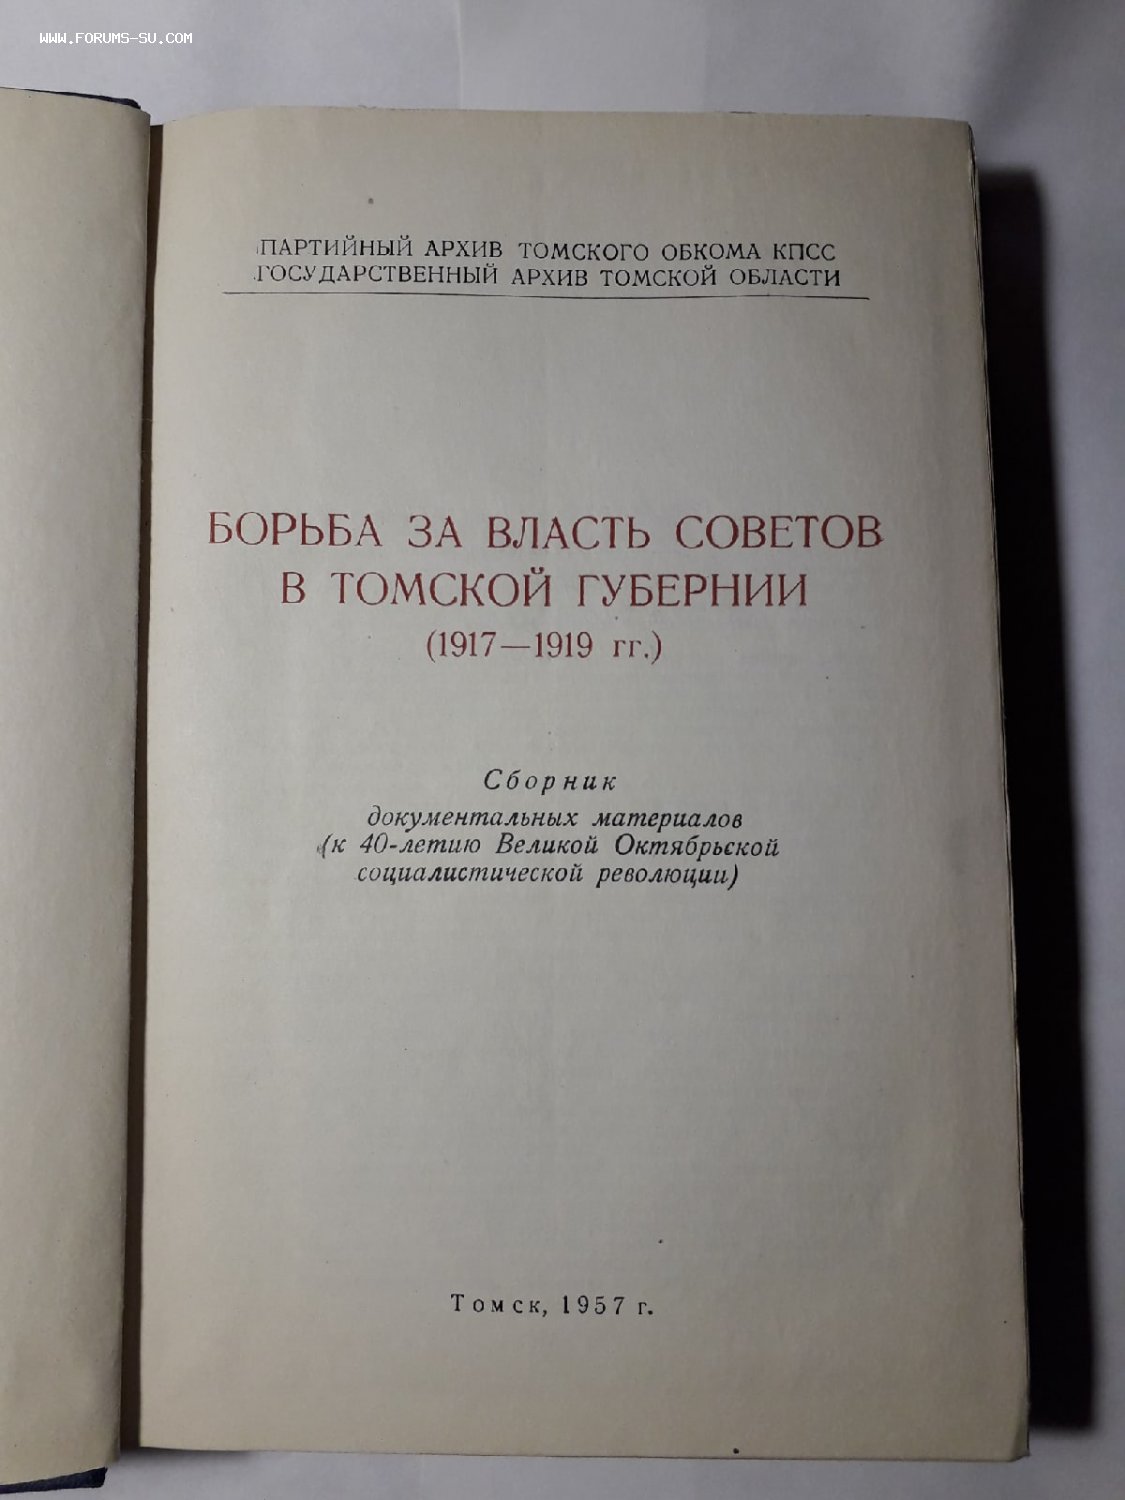 WWW.FORUMS-SU.COM
ПАРТИЙНЫЙ АРХИВ ТОМСКОГО ОБКОМА КПСС
ГОСУДАРСТВЕННЫЙ АРХИВ ТОМСКОЙ ОБЛАСТИ
БОРЬБА ЗА ВЛАСТЬ СОВЕТОВ
В ТОМСКОЙ ГУБЕРНИИ
(1917—1919 гг.)
Сборник
документальных материалов
(к 40-летию Великой Октябрьской
социалистической революции)
Томск, 1957 г.